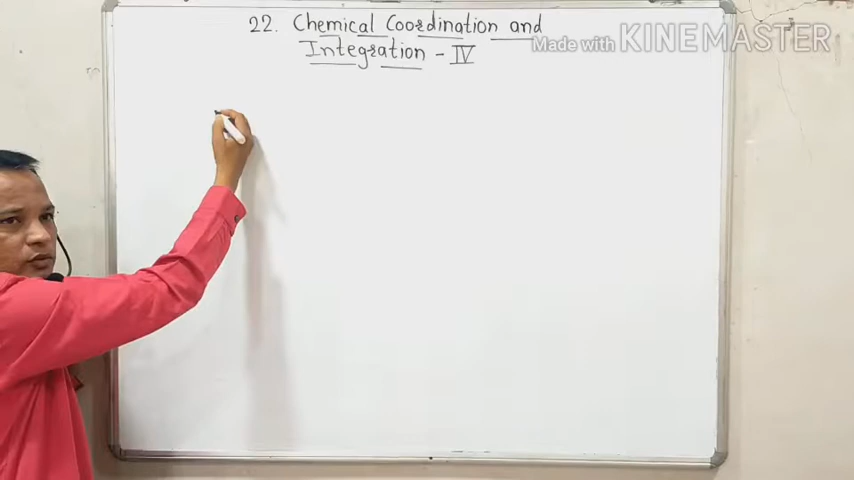 22. Chemical Coordination and
Integration - IV
Made with KINEMASTER